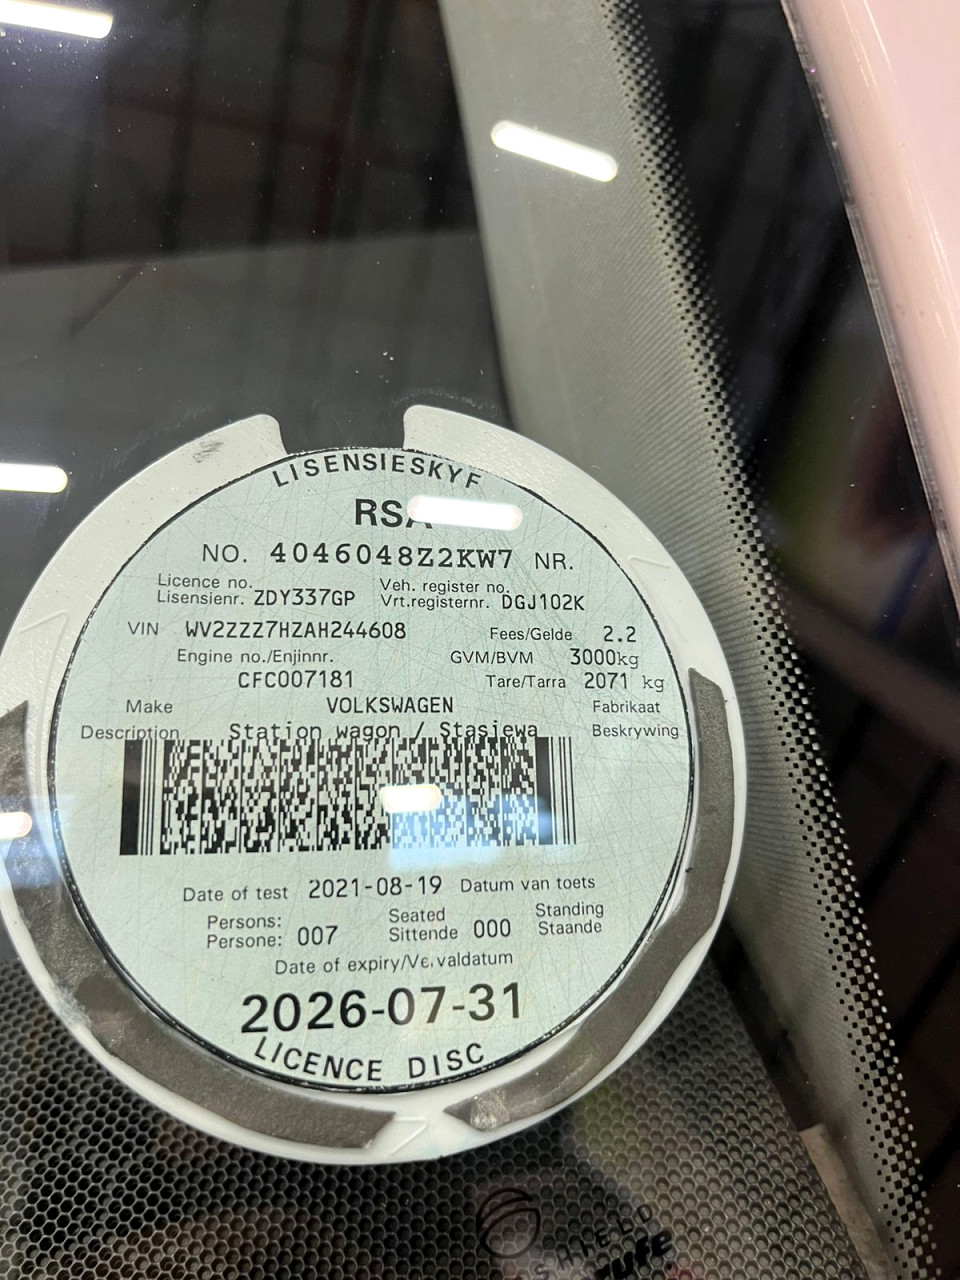 LISENSIESKYF
RSA
NO. 4046048Z2KW7 NR.
Licence no. Veh. register no.
Lisensienr. ZDY337GP Vrt.registernr. DGJ102K
VIN WV2ZZZ7HZAH244608 Fees/Gelde 2.2
Engine no./Enjinnr. GVM/BVM 3000kg
CFC007181 Tare/Tarra 2071 kg
Make VOLKSWAGEN Fabrikaat
Description Station wagon / Stasiewa Beskrywing
Date of test 2021-08-19 Datum van toets
Persons: Seated Standing
Persone: 007 Sittende 000 Staande
Date of expiry/Ve.valdatum
2026-07-31
LICENCE DISC